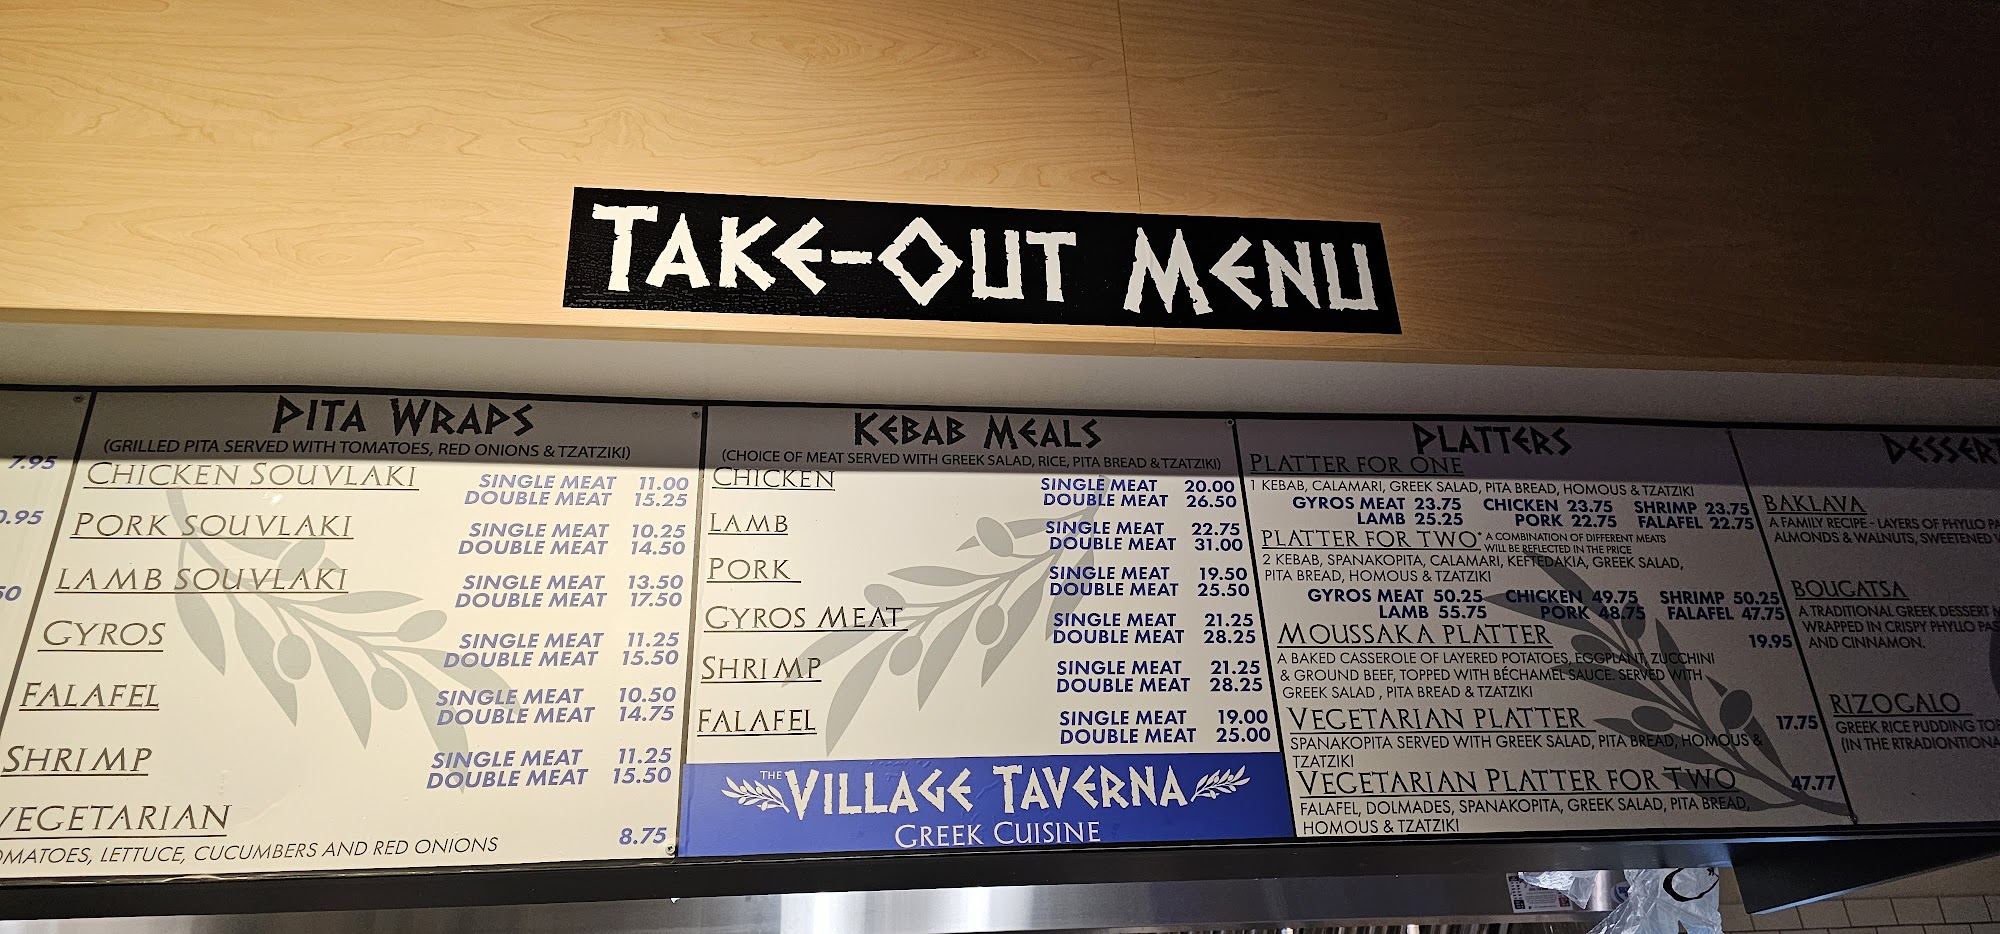 TAKE-OUT MENU
7.95
0.95
50
PITA WRAPS
(GRILLED PITA SERVED WITH TOMATOES, RED ONIONS & TZATZIKI)
CHICKEN SOUVLAKI
SINGLE MEAT 11.00
DOUBLE MEAT 15.25
PORK SOUVLAKI
SINGLE MEAT 10.25
DOUBLE MEAT 14.50
LAMB SOUVLAKI
SINGLE MEAT 13.50
DOUBLE MEAT 17.50
GYROS
SINGLE MEAT 11.25
DOUBLE MEAT 15.50
FALAFEL
SINGLE MEAT 10.50
DOUBLE MEAT 14.75
SHRIMP
SINGLE MEAT 11.25
DOUBLE MEAT 15.50
VEGETARIAN
OMATOES, LETTUCE, CUCUMBERS AND RED ONIONS 8.75
KEBAB MEALS
(CHOICE OF MEAT SERVED WITH GREEK SALAD, RICE, PITA BREAD & TZATZIKI)
CHICKEN
SINGLE MEAT 20.00
DOUBLE MEAT 26.50
LAMB
SINGLE MEAT 22.75
DOUBLE MEAT 31.00
PORK
SINGLE MEAT 19.50
DOUBLE MEAT 25.50
GYROS MEAT
SINGLE MEAT 21.25
DOUBLE MEAT 28.25
SHRIMP
SINGLE MEAT 21.25
DOUBLE MEAT 28.25
FALAFEL
SINGLE MEAT 19.00
DOUBLE MEAT 25.00
THE VILLAGE TAVERNA
GREEK CUISINE
PLATTERS
PLATTER FOR ONE
1 KEBAB, CALAMARI, GREEK SALAD, PITA BREAD, HOMOUS & TZATZIKI
GYROS MEAT 23.75 CHICKEN 23.75 SHRIMP 23.75
LAMB 25.25 PORK 22.75 FALAFEL 22.75
PLATTER FOR TWO* A COMBINATION OF DIFFERENT MEATS
WILL BE REFLECTED IN THE PRICE
2 KEBAB, SPANAKOPITA, CALAMARI, KEFTEDAKIA, GREEK SALAD,
PITA BREAD, HOMOUS & TZATZIKI
GYROS MEAT 50.25 CHICKEN 49.75 SHRIMP 50.25
LAMB 55.75 PORK 48.75 FALAFEL 47.75
MOUSSAKA PLATTER 19.95
A BAKED CASSEROLE OF LAYERED POTATOES, EGGPLANT, ZUCCHINI
& GROUND BEEF, TOPPED WITH BÉCHAMEL SAUCE. SERVED WITH
GREEK SALAD , PITA BREAD & TZATZIKI
VEGETARIAN PLATTER 17.75
SPANAKOPITA SERVED WITH GREEK SALAD, PITA BREAD, HOMOUS &
TZATZIKI
VEGETARIAN PLATTER FOR TWO 47.77
FALAFEL, DOLMADES, SPANAKOPITA, GREEK SALAD, PITA BREAD,
HOMOUS & TZATZIKI
DESSERT
BAKLAVA
A FAMILY RECIPE - LAYERS OF PHYLLO PA
ALMONDS & WALNUTS, SWEETENED
BOUGATSA
A TRADITIONAL GREEK DESSERT
WRAPPED IN CRISPY PHYLLO PAS
AND CINNAMON.
RIZOGALO
GREEK RICE PUDDING TOP
(IN THE RTRADIONTIONA